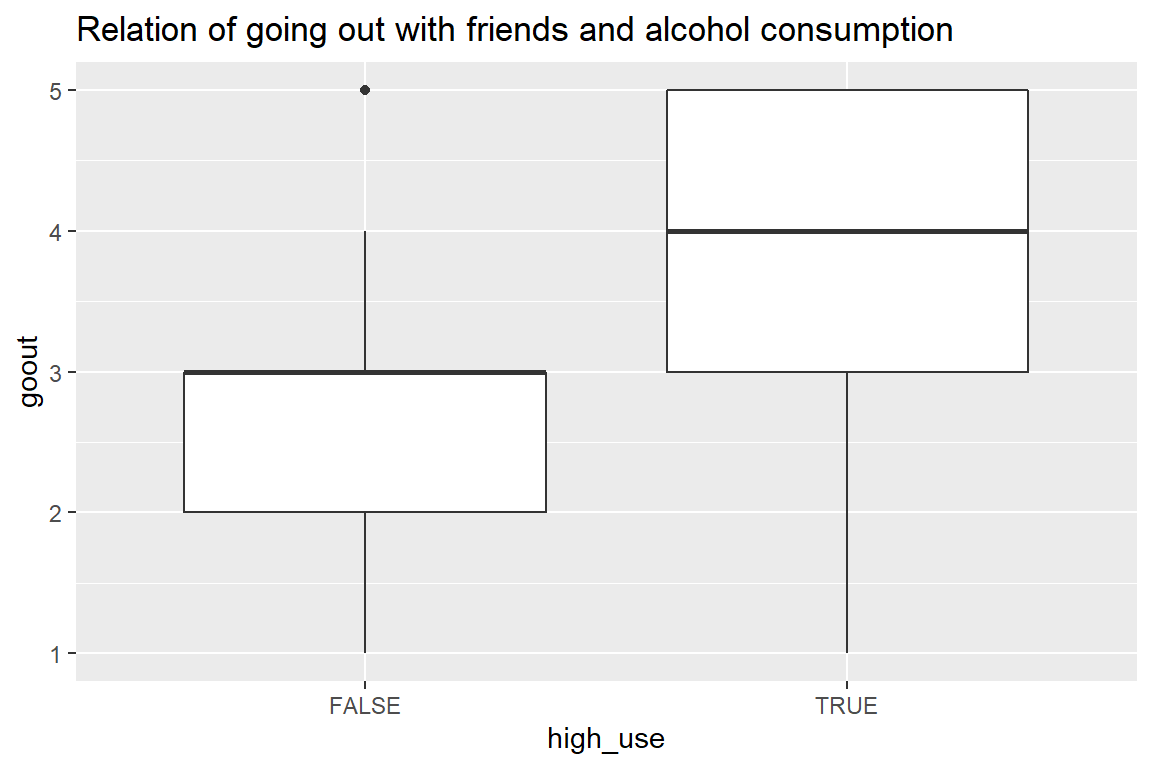 Relation of going out with friends and alcohol consumption
goout
5
4
3
2
1
FALSE TRUE
high_use